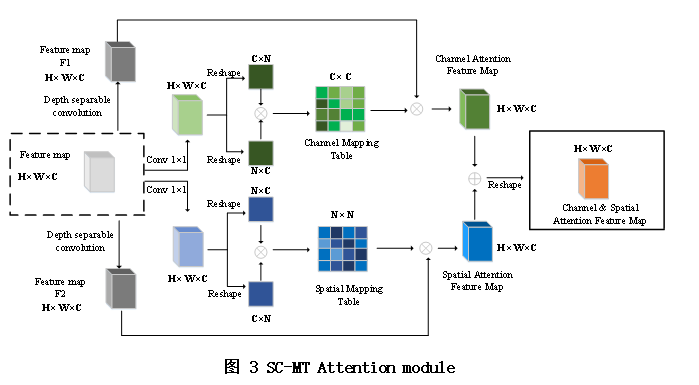 Feature map
F1
H×W×C
Depth separable
convolution
Feature map
H×W×C
Conv 1×1
Conv 1×1
Depth separable
convolution
Feature map
F2
H×W×C
H×W×C
Reshape
Reshape
C×N
N×C
C×C
Channel Mapping
Table
Channel Attention
Feature Map
H×W×C
H×W×C
Reshape
Reshape
N×C
C×N
N×N
Spatial Mapping
Table
H×W×C
Spatial Attention
Feature Map
Reshape
H×W×C
Channel & Spatial
Attention Feature Map
图 3 SC-MT Attention module